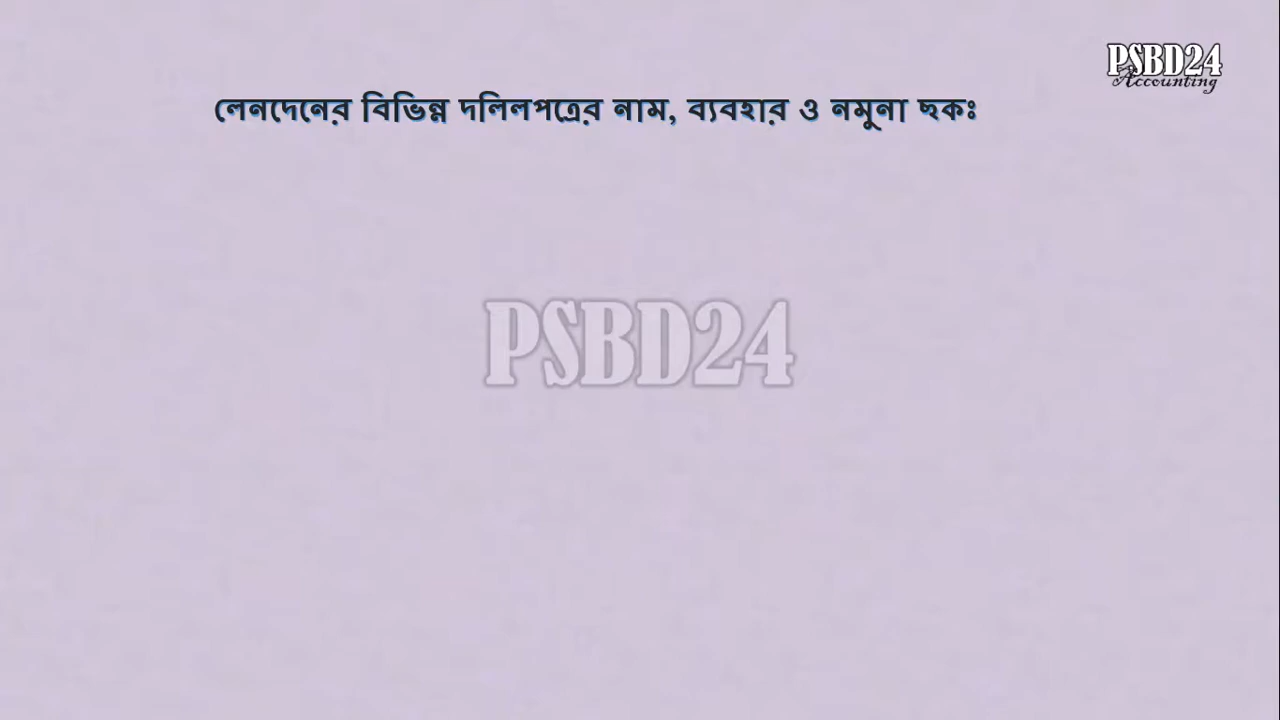 PSBD24
Accounting
লেনদেনের বিভিন্ন দলিলপত্রের নাম, ব্যবহার ও নমুনা ছকঃ
PSBD24